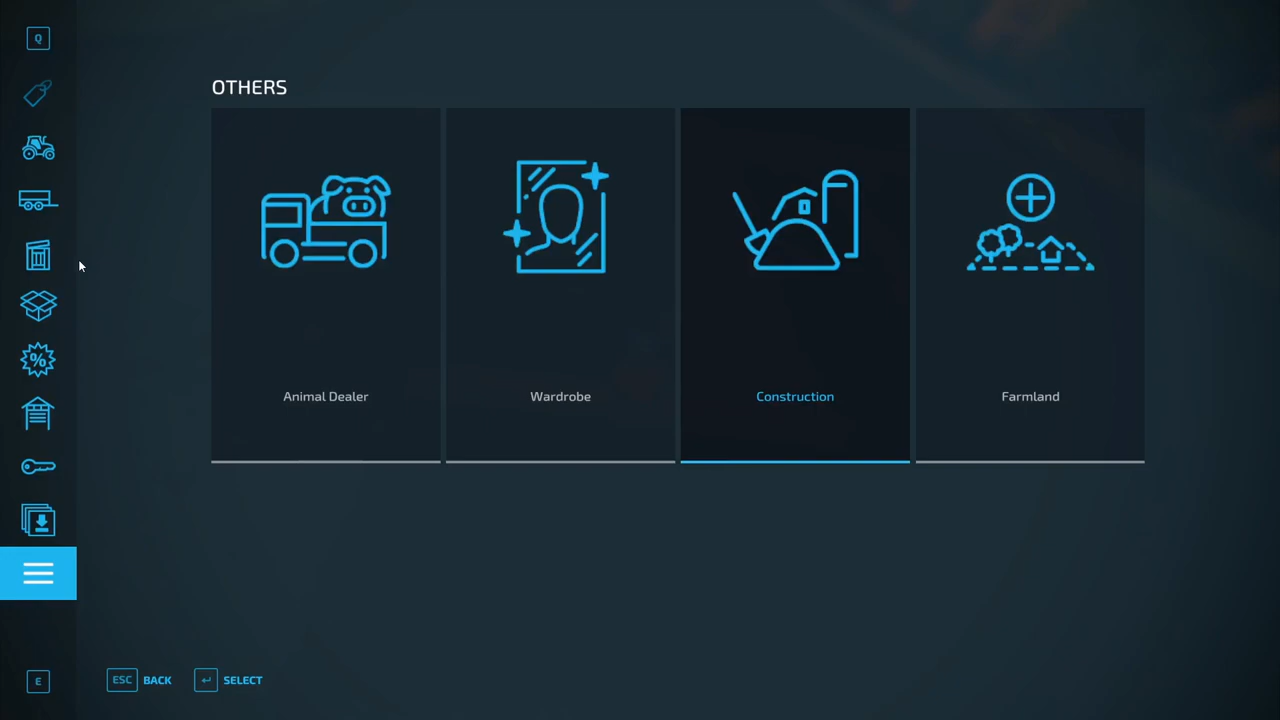 Q
OTHERS
%
Animal Dealer
Wardrobe
Construction
Farmland
E
ESC BACK
↵ SELECT